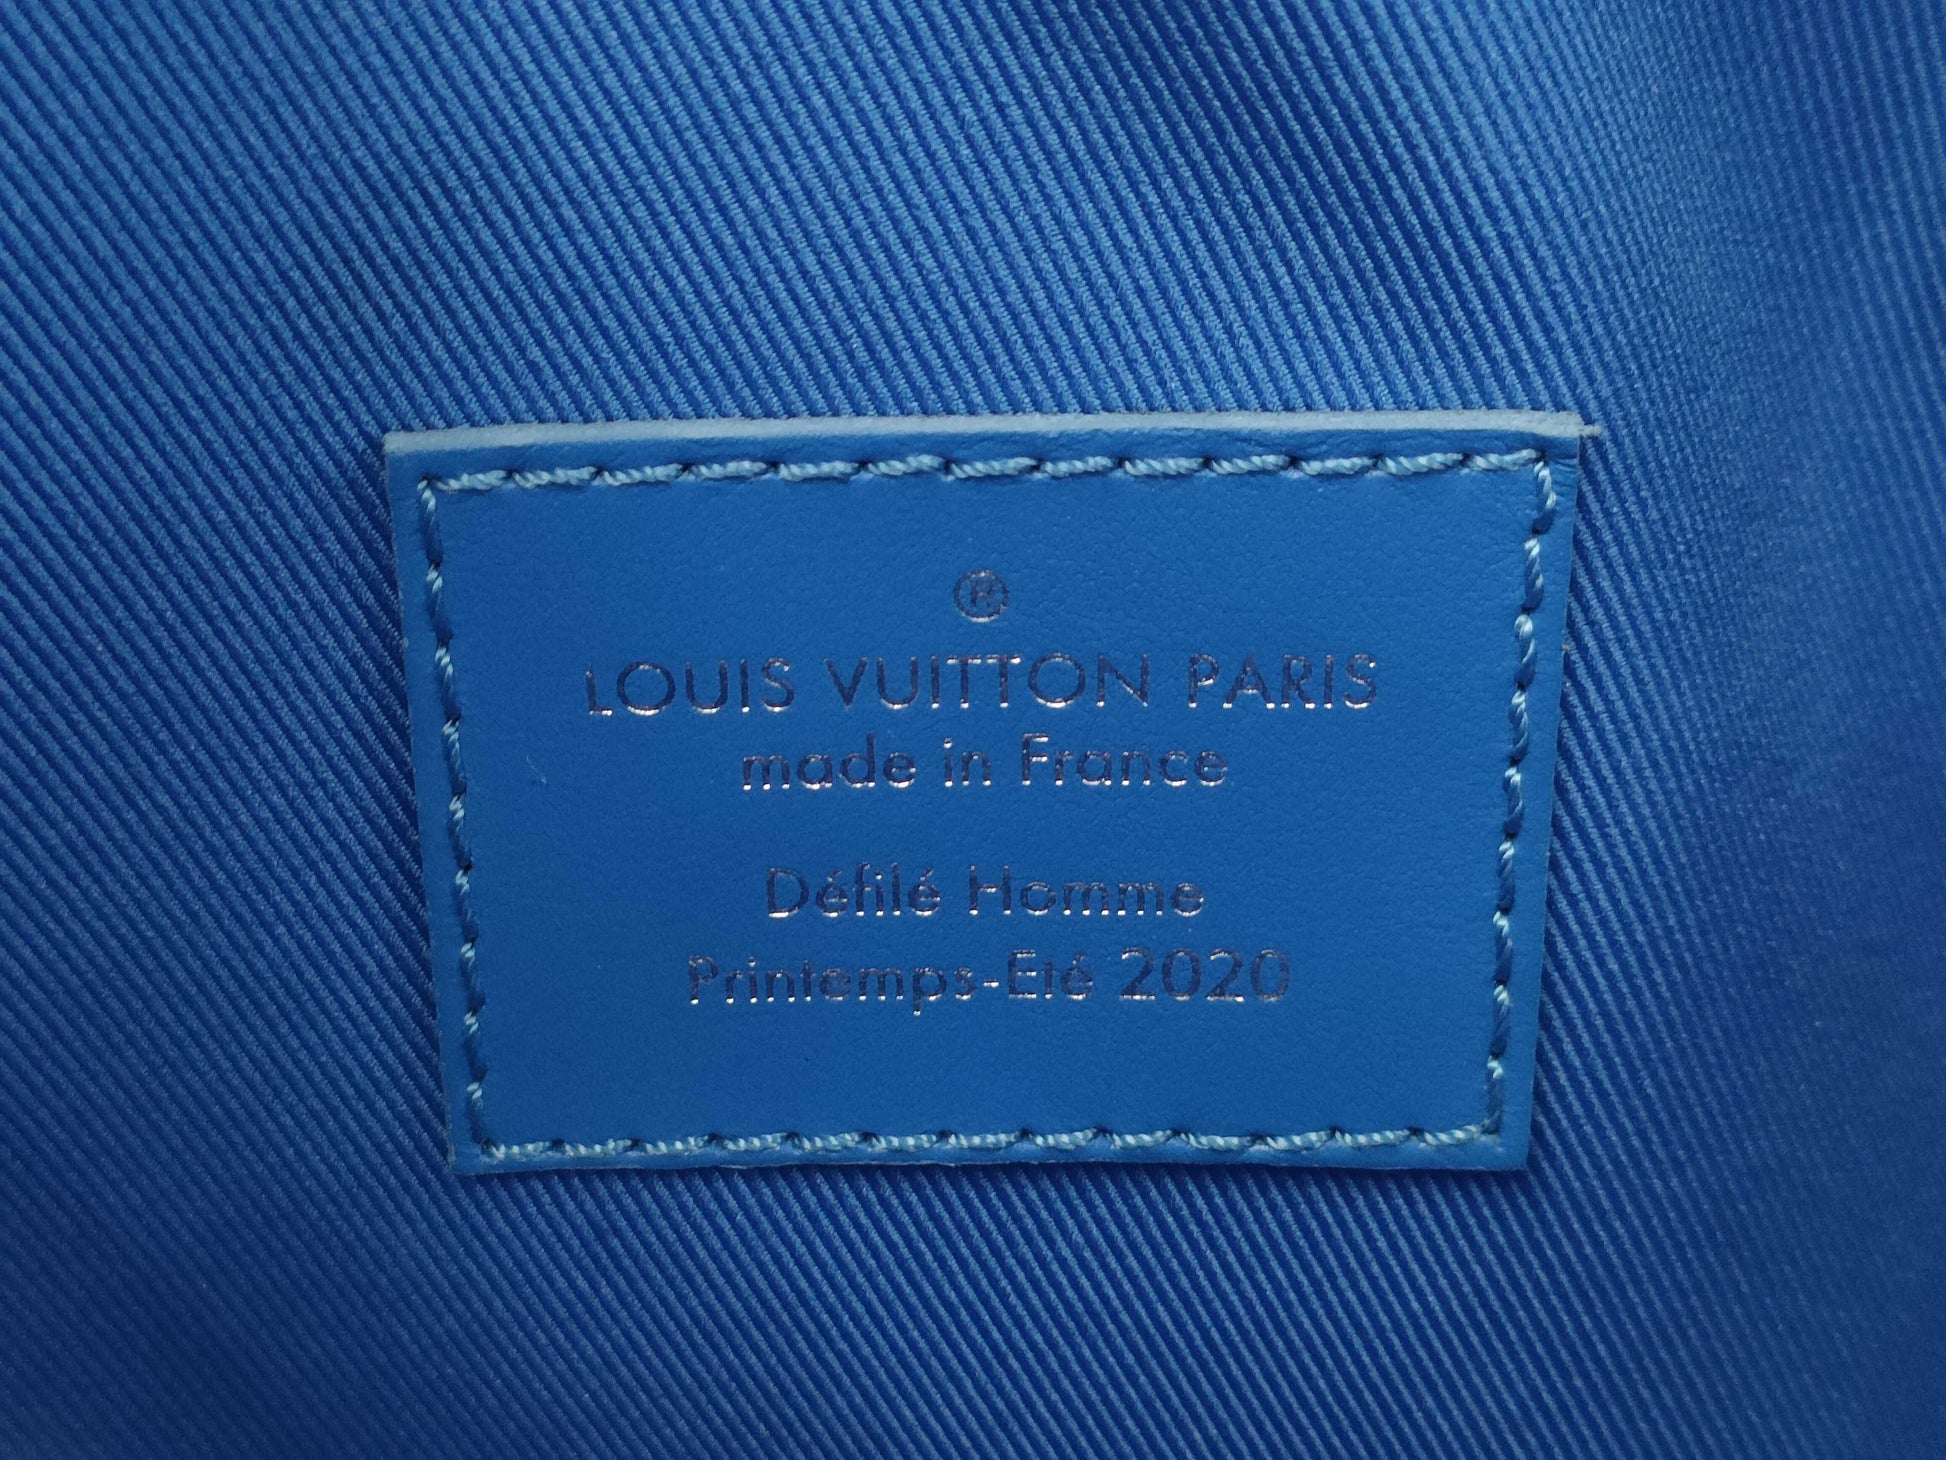 ®
LOUIS VUITTON PARIS
made in France
Défilé Homme
Printemps-Eté 2020